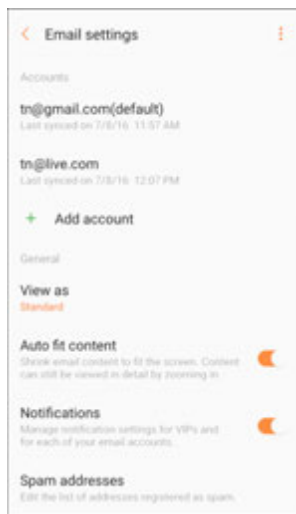 Email settings
Accounts
tn@gmail.com(default)
Last synced on 7/8/16 11:57 AM
tn@live.com
Last synced on 7/8/16 12:07 PM
+ Add account
General
View as
Standard
Auto fit content
Shrink email content to fit the screen. Content
can still be viewed in detail by zooming in.
Notifications
Manage notification settings for VIPs and
for each of your email accounts.
Spam addresses
Edit the list of addresses registered as spam.